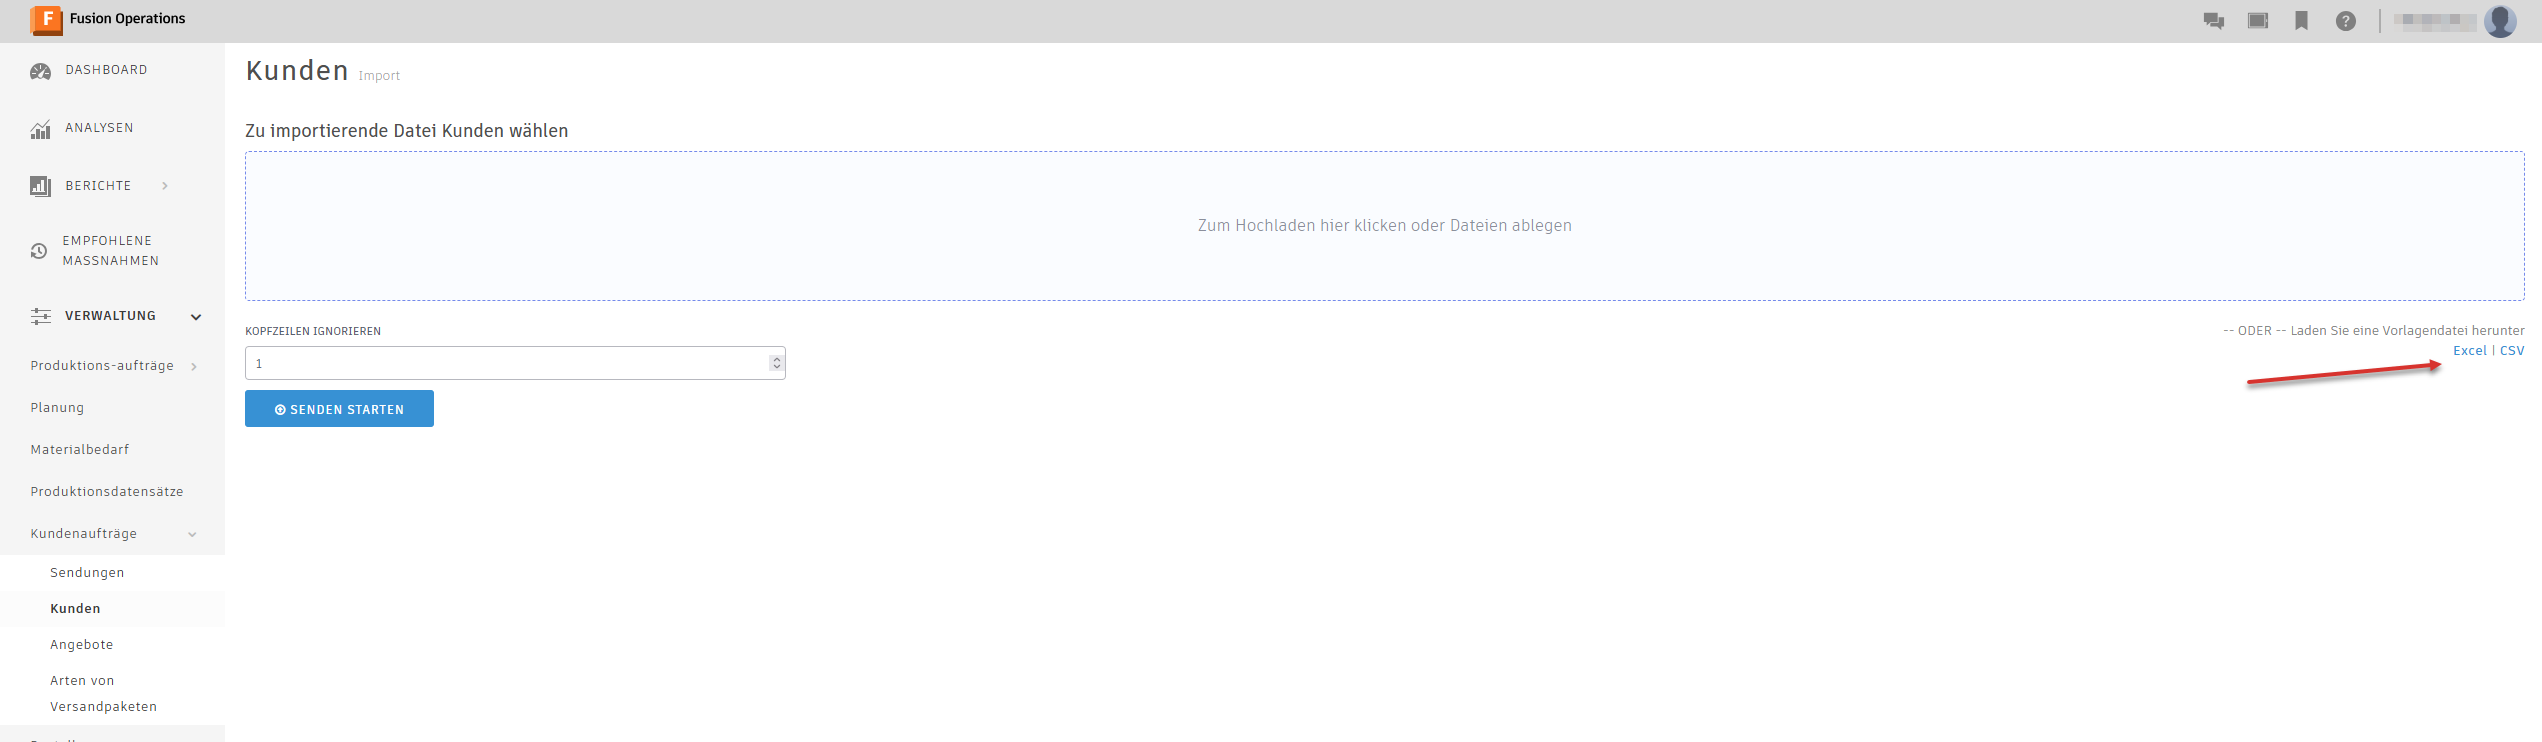 F Fusion Operations
?
DASHBOARD
ANALYSEN
BERICHTE
EMPFOHLENE
MASSNAHMEN
VERWALTUNG
Produktions-aufträge
Planung
Materialbedarf
Produktionsdatensätze
Kundenaufträge
Sendungen
Kunden
Angebote
Arten von
Versandpaketen
Kunden Import
Zu importierende Datei Kunden wählen
Zum Hochladen hier klicken oder Dateien ablegen
KOPFZEILEN IGNORIEREN
1
SENDEN STARTEN
-- ODER -- Laden Sie eine Vorlagendatei herunter
Excel | CSV